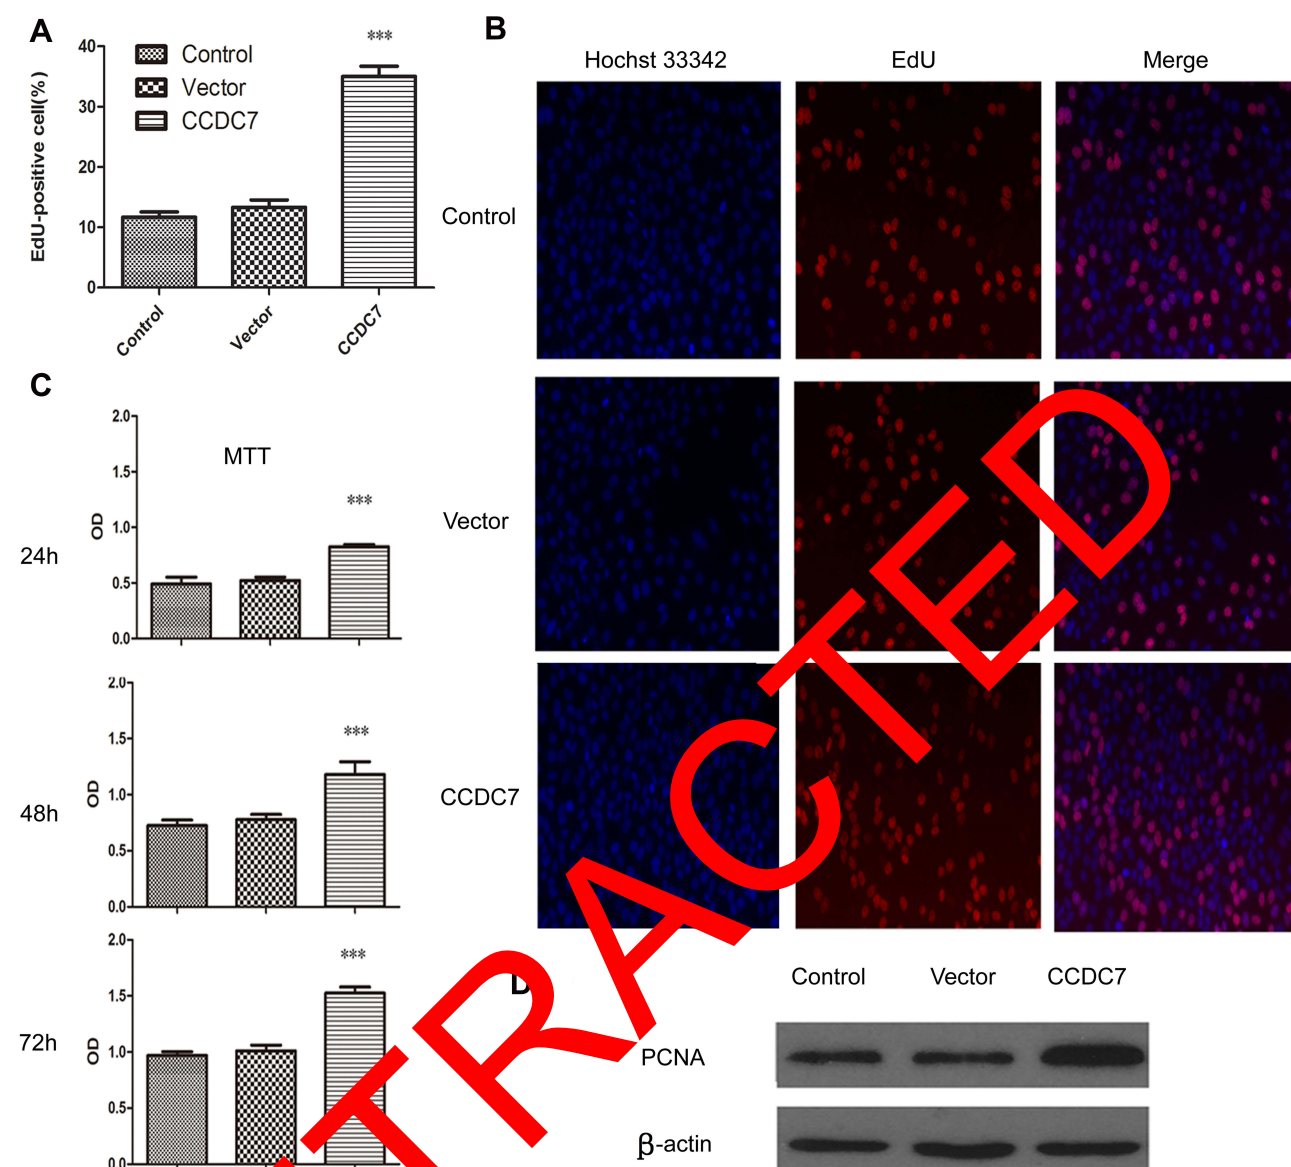 A
40
30
20
10
0
EdU-positive cell(%)
Control
Vector
CCDC7
***
Control
Vector
CCDC7
B
Hochst 33342
EdU
Merge
Control
Vector
CCDC7
C
MTT
24h
OD
2.0
1.5
1.0
0.5
0.0
***
48h
OD
2.0
1.5
1.0
0.5
0.0
***
72h
OD
2.0
1.5
1.0
0.5
0.0
***
D
Control Vector CCDC7
PCNA
β-actin
TRACTED